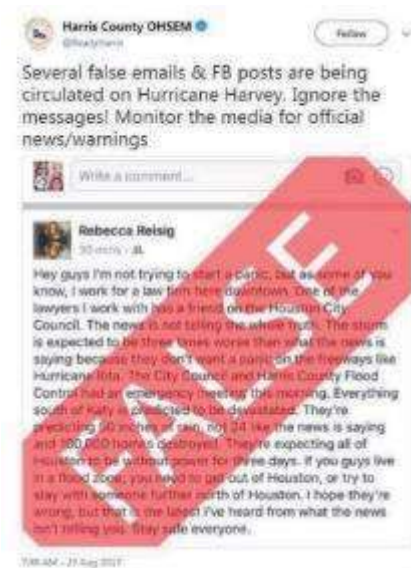 Harris County OHSEM
@ReadyHarris
Follow
Several false emails & FB posts are being
circulated on Hurricane Harvey. Ignore the
messages! Monitor the media for official
news/warnings
Write a comment...
Rebecca Reisig
30 mins
Hey guys I'm not trying to start a panic, but as some of you
know, I work for a law firm here downtown. One of the
lawyers I work with has a friend on the Houston City
Council. The news is not telling the whole truth. The storm
is expected to be three times worse than what the news is
saying because they don't want a panic on the freeways like
Hurricane Rita. The City Council and Harris County Flood
Control had an emergency meeting this morning. Everything
south of Katy is predicted to be devastated. They're
predicting 50 inches of rain, not 24 like the news is saying
and 100,000 homes destroyed. They're expecting all of
Houston to be without power for three days. If you guys live
in a flood zone, you need to get out of Houston, or try to
stay with someone further north of Houston. I hope they're
wrong, but that is the latest I've heard from what the news
isn't telling you. Stay safe everyone.
FALSE
AM - Aug 2017